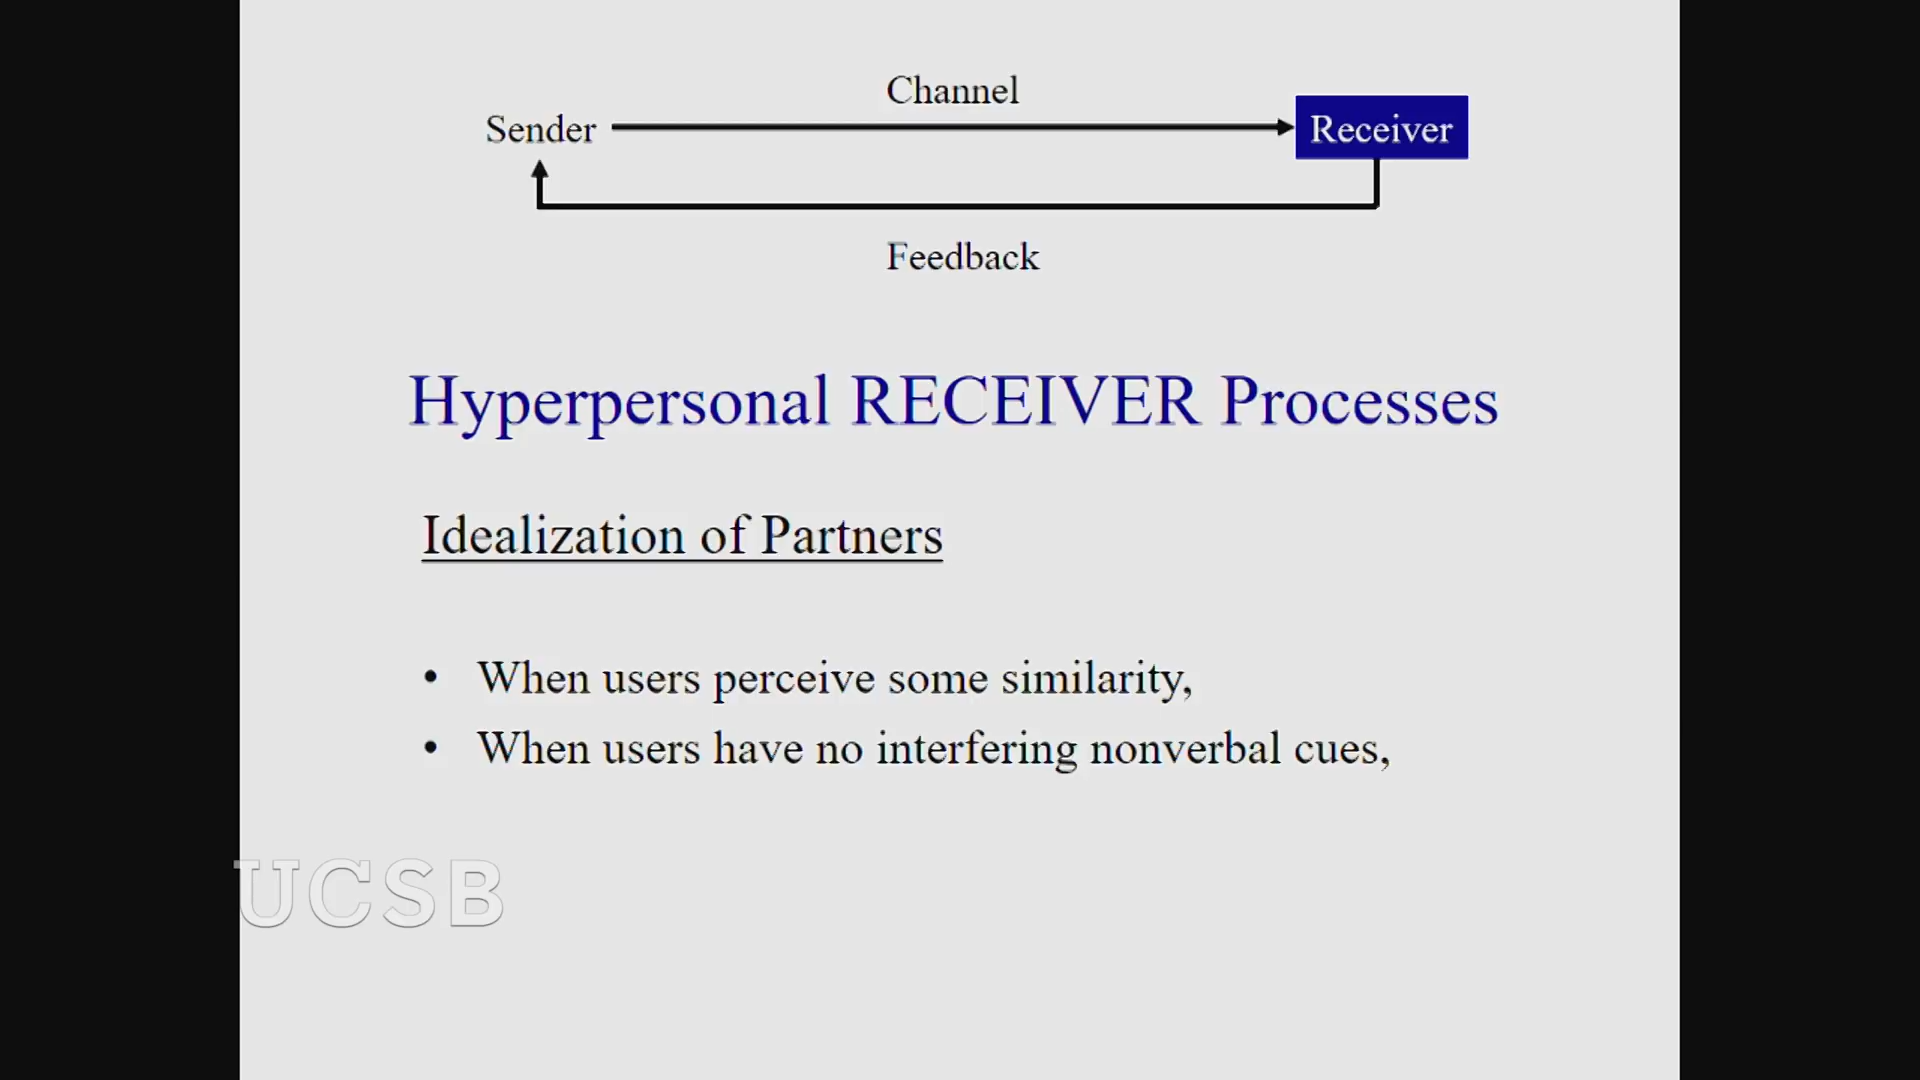 Channel
Sender
Receiver
Feedback
Hyperpersonal RECEIVER Processes
Idealization of Partners
• When users perceive some similarity,
• When users have no interfering nonverbal cues,
UCSB